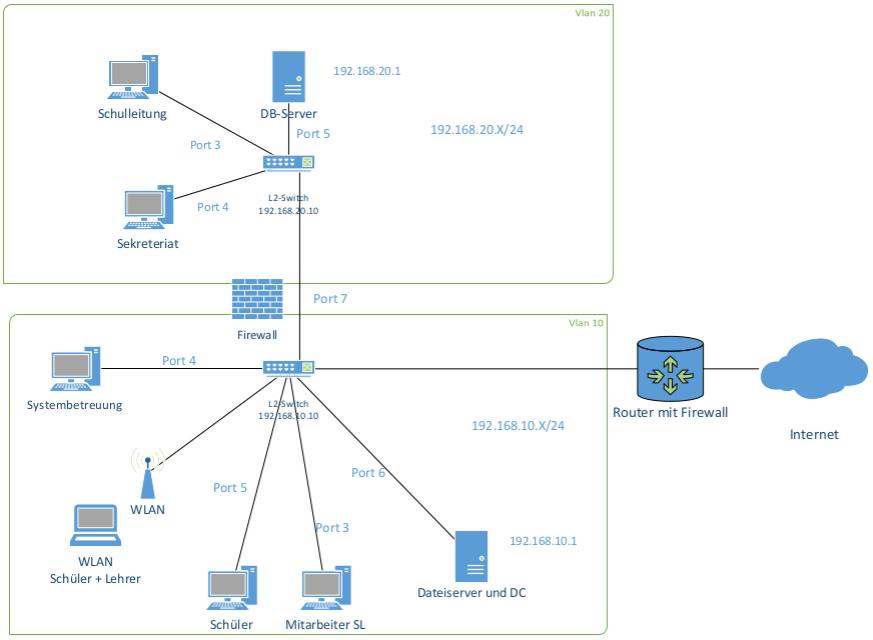 Vlan 20
192.168.20.1
Schulleitung
DB-Server
Port 5
192.168.20.X/24
Port 3
L2-Switch
192.168.20.10
Port 4
Sekreteriat
Port 7
Firewall
Vlan 10
Port 4
Systembetreuung
L2-Switch
192.168.10.10
Router mit Firewall
Internet
192.168.10.X/24
Port 6
Port 5
WLAN
Port 3
192.168.10.1
WLAN
Schüler + Lehrer
Dateiserver und DC
Schüler
Mitarbeiter SL